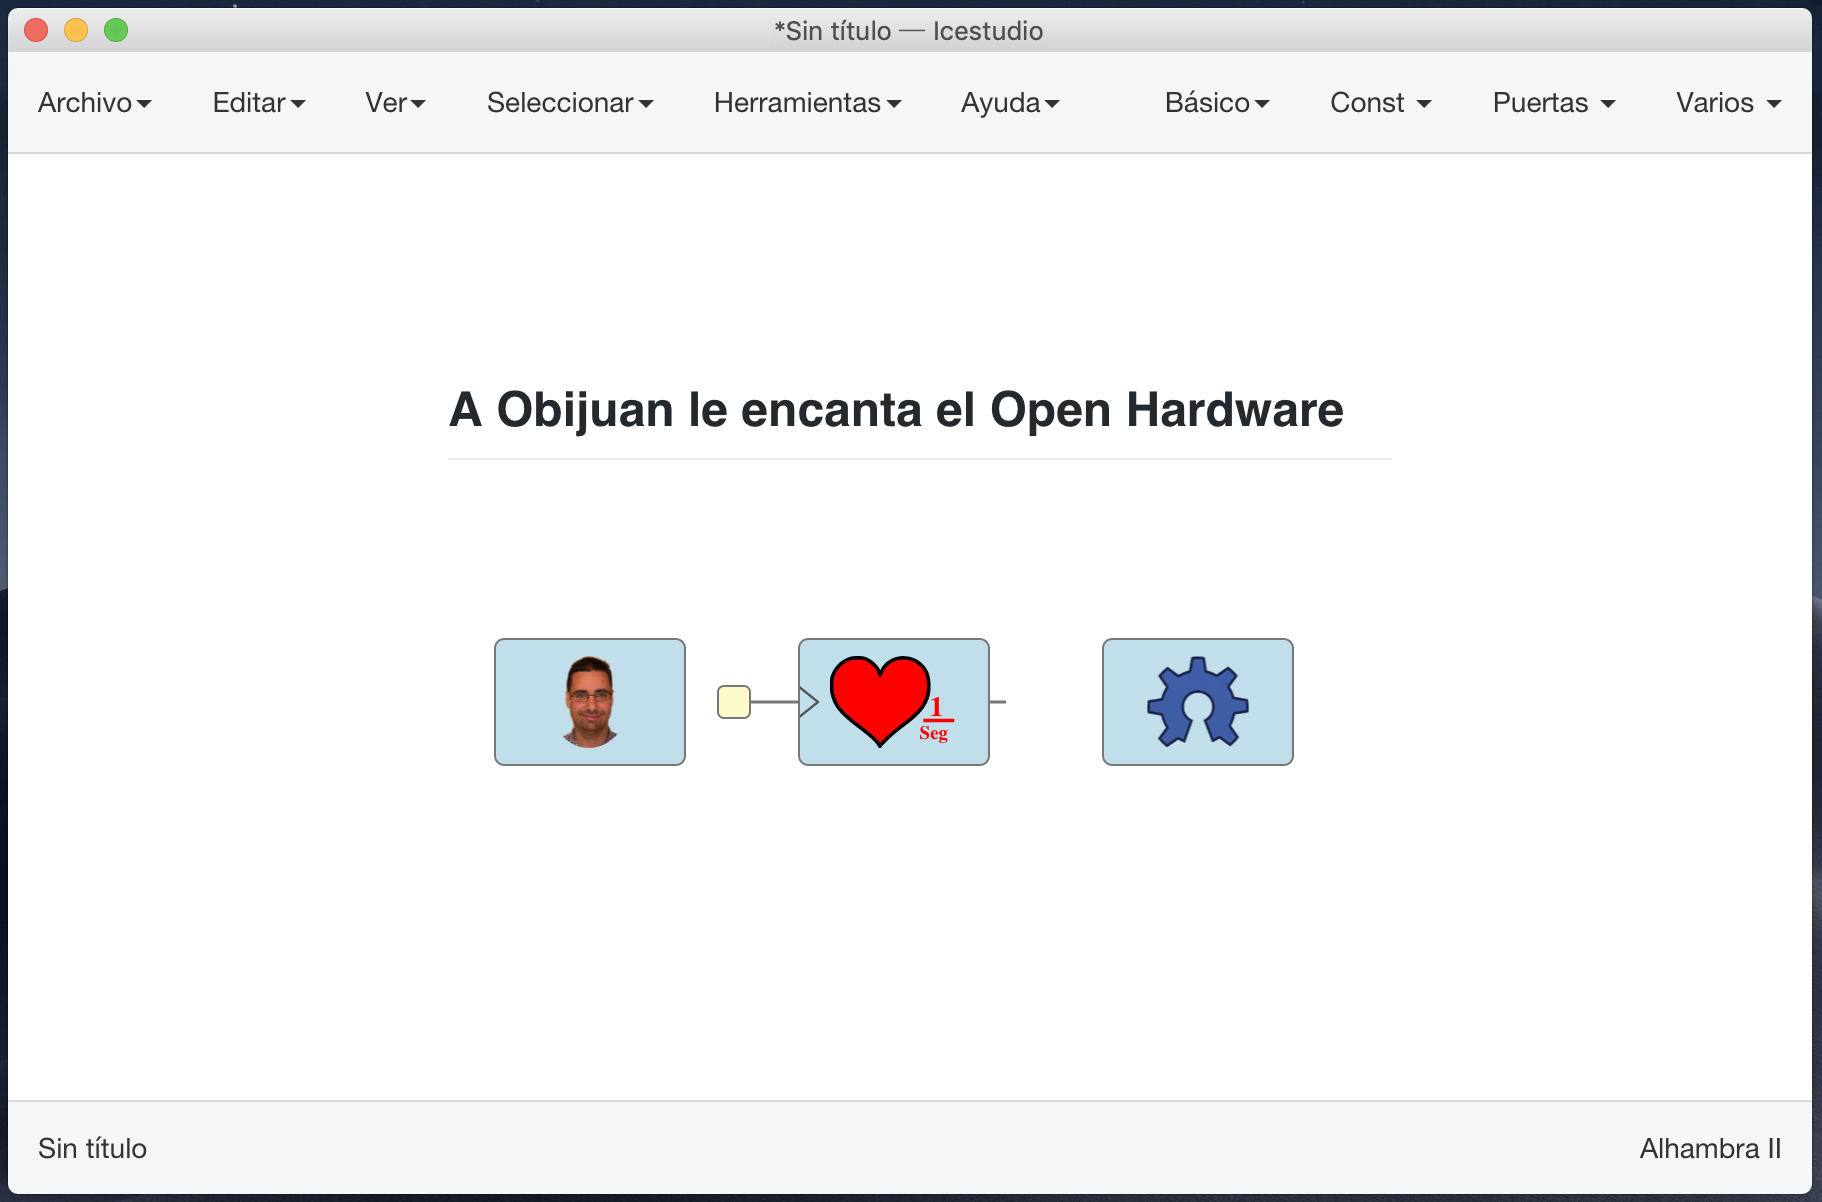 *Sin título — Icestudio
Archivo Editar Ver Seleccionar Herramientas Ayuda Básico Const Puertas Varios
A Obijuan le encanta el Open Hardware
1
Seg
Sin título Alhambra II